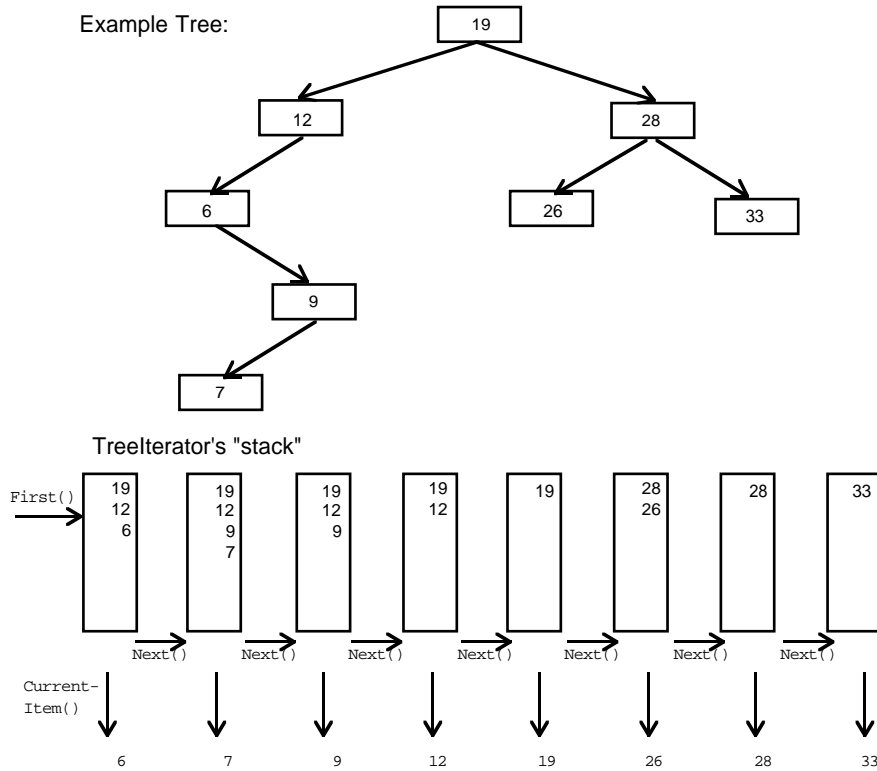 Example Tree:
19
12
28
6
26
33
9
7
TreeIterator's "stack"
First()
19
12
6
19
12
9
7
19
12
9
19
12
19
28
26
28
33
Next()
Next()
Next()
Next()
Next()
Next()
Next()
Current-
Item()
6
7
9
12
19
26
28
33